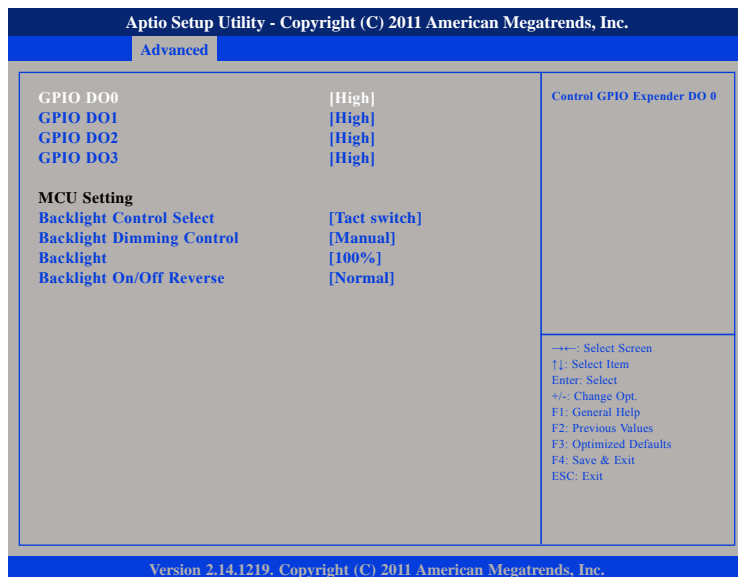 Aptio Setup Utility - Copyright (C) 2011 American Megatrends, Inc.
Advanced
GPIO DO0 [High]
GPIO DO1 [High]
GPIO DO2 [High]
GPIO DO3 [High]
MCU Setting
Backlight Control Select [Tact switch]
Backlight Dimming Control [Manual]
Backlight [100%]
Backlight On/Off Reverse [Normal]
Control GPIO Expender DO 0
→←: Select Screen
↑↓: Select Item
Enter: Select
+/-: Change Opt.
F1: General Help
F2: Previous Values
F3: Optimized Defaults
F4: Save & Exit
ESC: Exit
Version 2.14.1219. Copyright (C) 2011 American Megatrends, Inc.